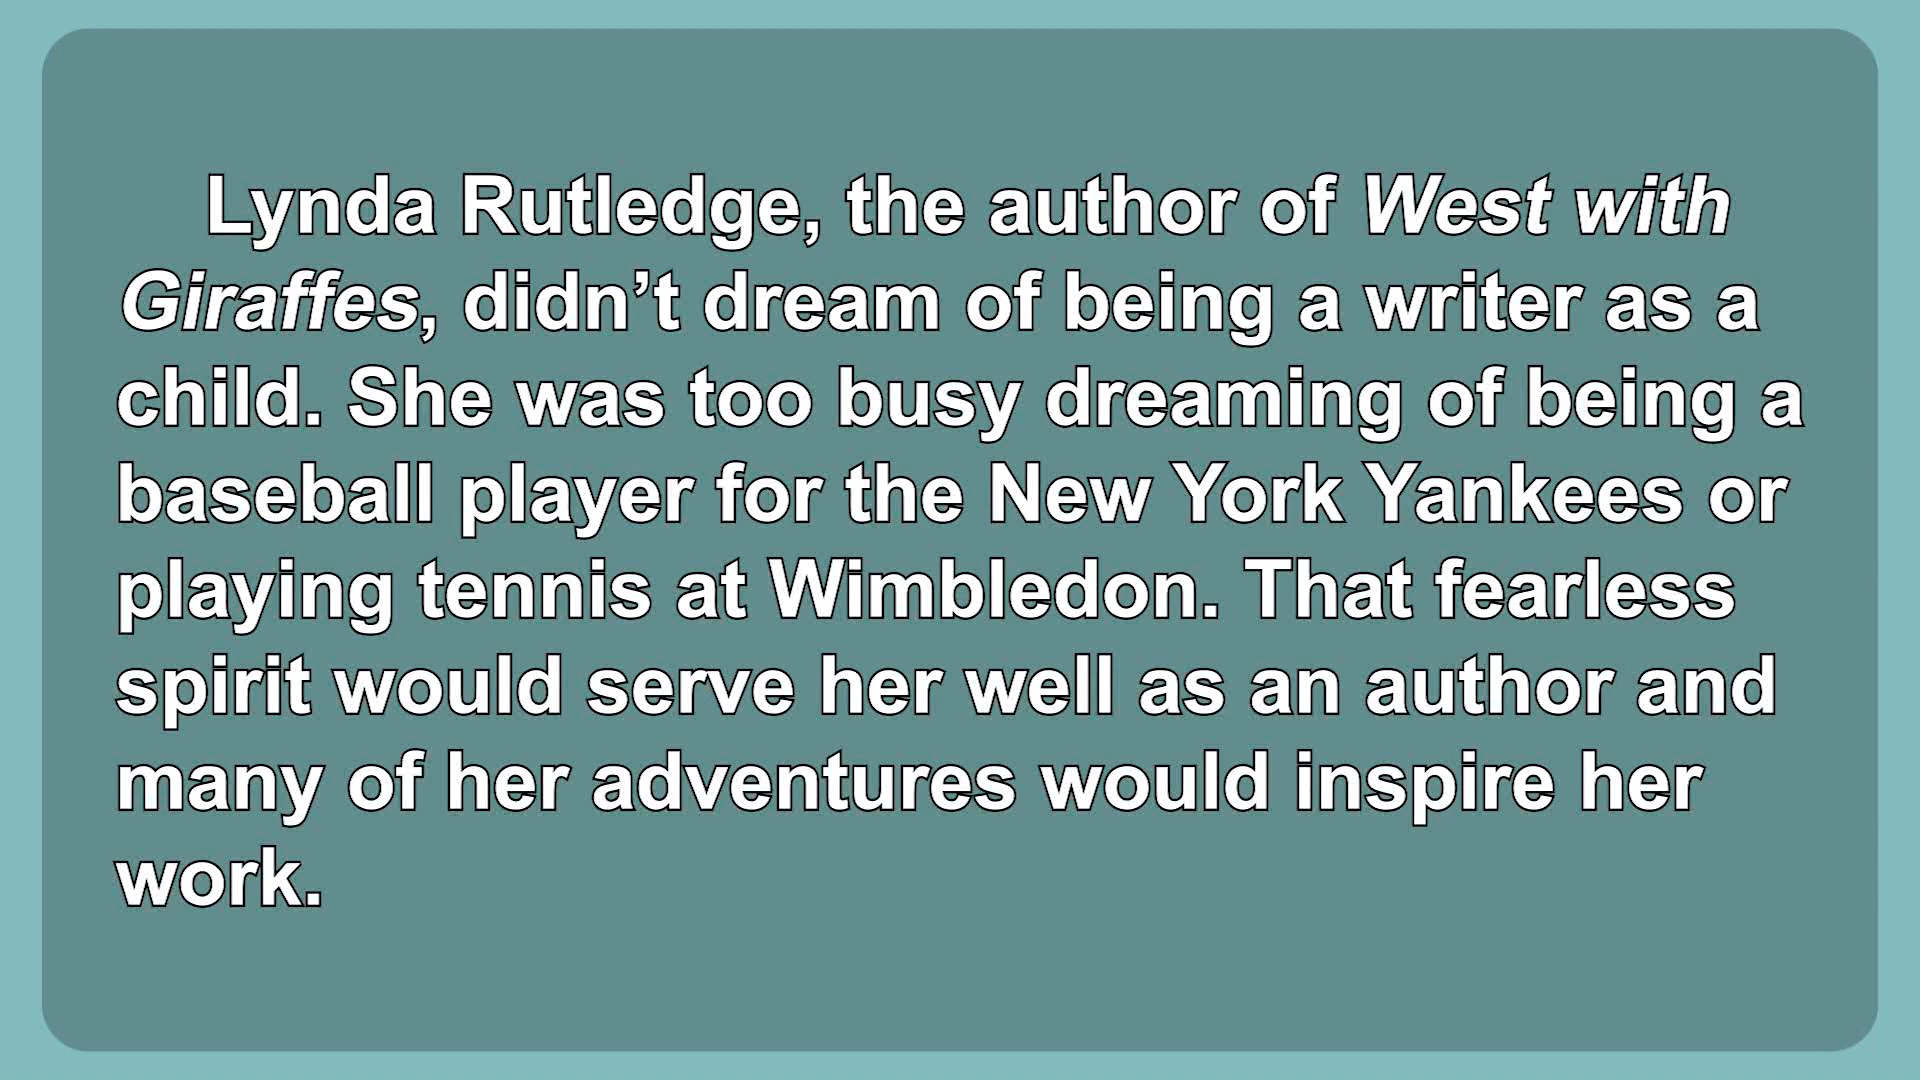 Lynda Rutledge, the author of West with
Giraffes, didn’t dream of being a writer as a
child. She was too busy dreaming of being a
baseball player for the New York Yankees or
playing tennis at Wimbledon. That fearless
spirit would serve her well as an author and
many of her adventures would inspire her
work.